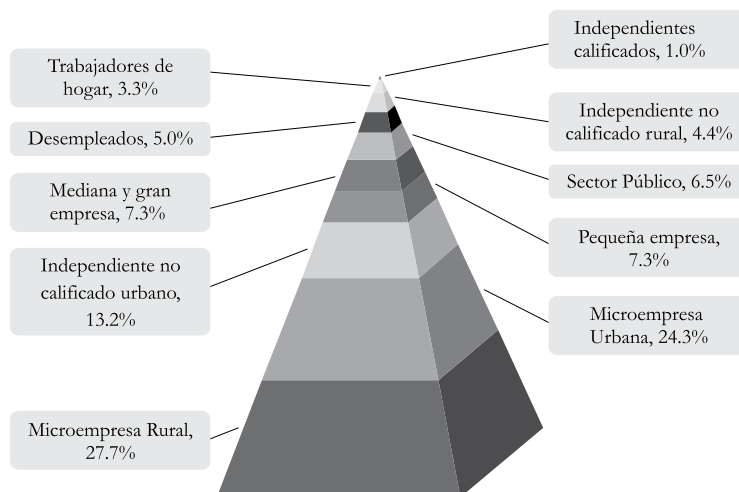 Independientes
calificados, 1.0%
Trabajadores de
hogar, 3.3%
Independiente no
calificado rural, 4.4%
Desempleados, 5.0%
Sector Público, 6.5%
Mediana y gran
empresa, 7.3%
Pequeña empresa,
7.3%
Independiente no
calificado urbano,
13.2%
Microempresa
Urbana, 24.3%
Microempresa Rural,
27.7%